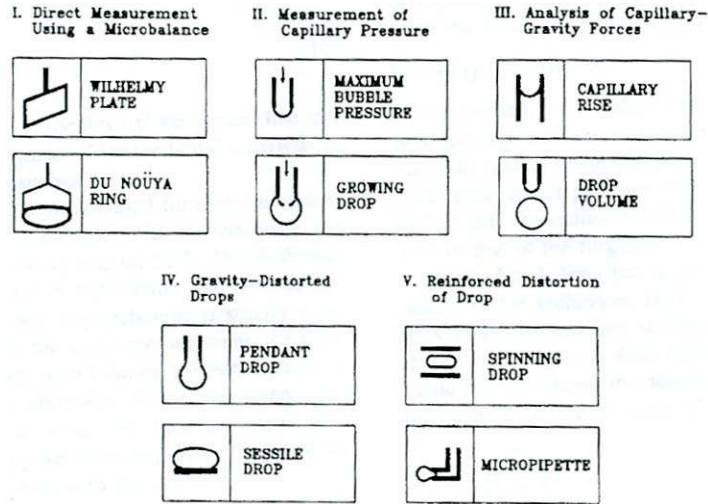 I. Direct Measurement
Using a Microbalance
WILHELMY
PLATE
DU NOÜYA
RING
II. Measurement of
Capillary Pressure
MAXIMUM
BUBBLE
PRESSURE
GROWING
DROP
III. Analysis of Capillary-
Gravity Forces
CAPILLARY
RISE
DROP
VOLUME
IV. Gravity-Distorted
Drops
PENDANT
DROP
SESSILE
DROP
V. Reinforced Distortion
of Drop
SPINNING
DROP
MICROPIPETTE